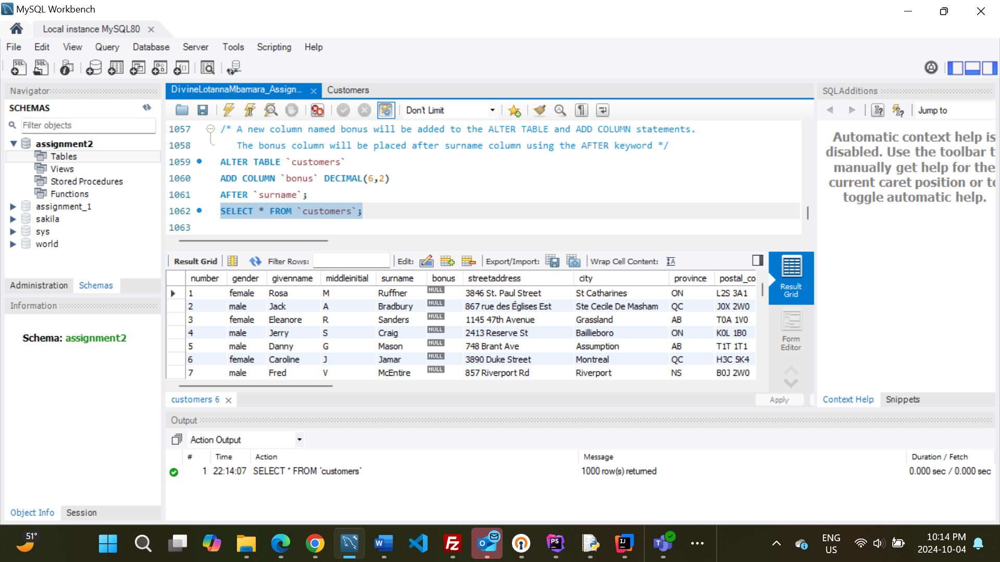 MySQL Workbench
Local instance MySQL80
File Edit View Query Database Server Tools Scripting Help
Navigator
SCHEMAS
Filter objects
assignment2
Tables
Views
Stored Procedures
Functions
assignment_1
sakila
sys
world
Administration Schemas
Information
Schema: assignment2
Object Info Session
DivineLotannaMbamara_Assign... Customers
Don't Limit
1057 /* A new column named bonus will be added to the ALTER TABLE and ADD COLUMN statements.
1058 The bonus column will be placed after surname column using the AFTER keyword */
1059 ALTER TABLE `customers`
1060 ADD COLUMN `bonus` DECIMAL(6,2)
1061 AFTER `surname`;
1062 SELECT * FROM `customers`;
1063
Result Grid Filter Rows: Edit: Export/Import: Wrap Cell Content:
number gender givenname middleinitial surname bonus streetaddress city province postal_co
1 female Rosa M Ruffner NULL 3846 St. Paul Street St Catharines ON L2S 3A1
2 male Jack A Bradbury NULL 867 rue des Églises Est Ste Cecile De Masham QC J0X 2W0
3 female Eleanore R Sanders NULL 1145 47th Avenue Grassland AB T0A 1V0
4 male Jerry S Craig NULL 2413 Reserve St Baillieboro ON K0L 1B0
5 male Danny G Mason NULL 748 Brant Ave Assumption AB T1T 1T1
6 female Caroline J Jamar NULL 3890 Duke Street Montreal QC H3C 5K4
7 male Fred V McEntire NULL 857 Riverport Rd Riverport NS B0J 2W0
Result
Grid
Form
Editor
customers 6
Apply
SQLAdditions
Jump to
Automatic context help is
disabled. Use the toolbar t
manually get help for the
current caret position or to
toggle automatic help.
Context Help Snippets
Output
Action Output
# Time Action Message Duration / Fetch
1 22:14:07 SELECT * FROM `customers` 1000 row(s) returned 0.000 sec / 0.000 sec
51°
ENG
US
10:14 PM
2024-10-04